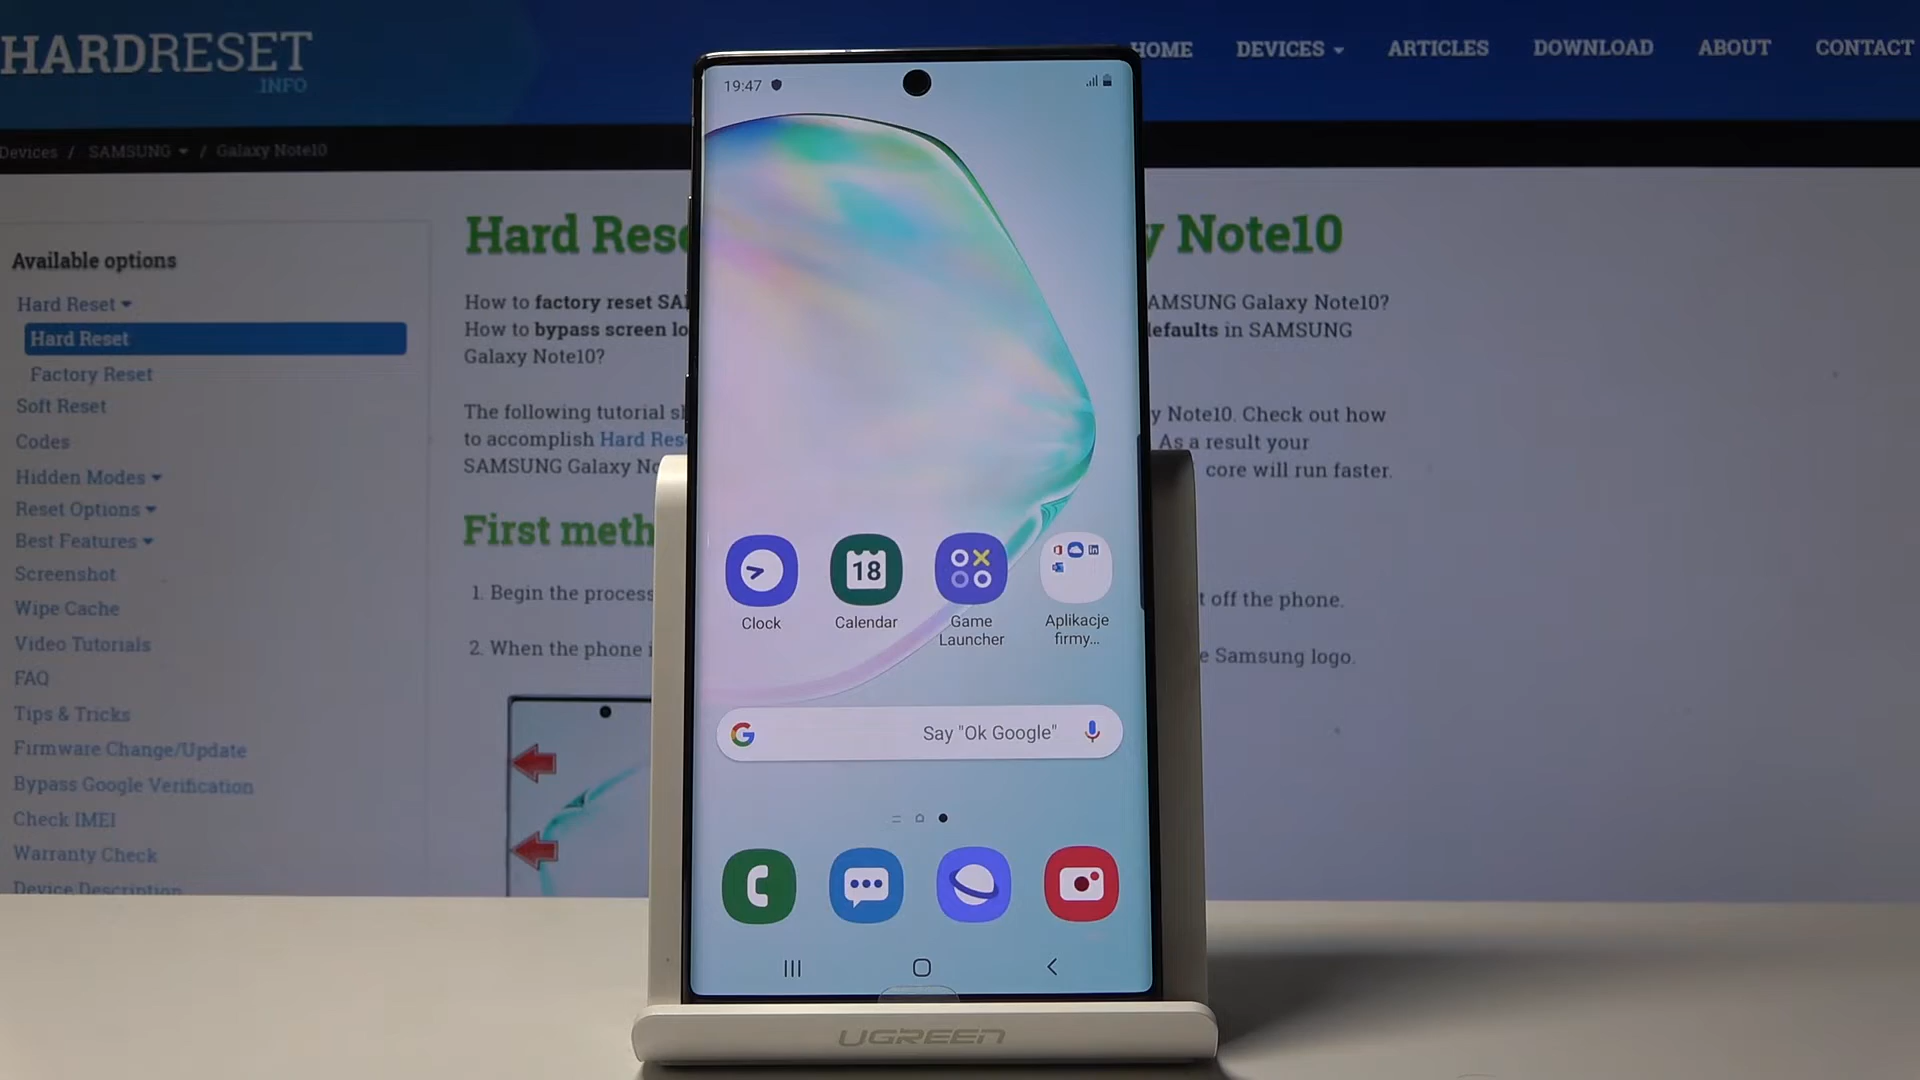 HARDRESET
.INFO
HOME
DEVICES
ARTICLES
DOWNLOAD
ABOUT
CONTACT
Devices / SAMSUNG / Galaxy Note10
Available options
Hard Reset
Hard Reset
Factory Reset
Soft Reset
Codes
Hidden Modes
Reset Options
Best Features
Screenshot
Wipe Cache
Video Tutorials
FAQ
Tips & Tricks
Firmware Change/Update
Bypass Google Verification
Check IMEI
Warranty Check
Device Description
Hard Rese
y Note10
How to factory reset SA
AMSUNG Galaxy Note10?
How to bypass screen lo
defaults in SAMSUNG
Galaxy Note10?
The following tutorial s
y Note10. Check out how
to accomplish Hard Res
As a result your
SAMSUNG Galaxy No
core will run faster.
First meth
1. Begin the process
t off the phone.
2. When the phone i
e Samsung logo.
19:47
18
Clock
Calendar
Game
Launcher
Aplikacje
firmy...
G
Say "Ok Google"
UGREEN